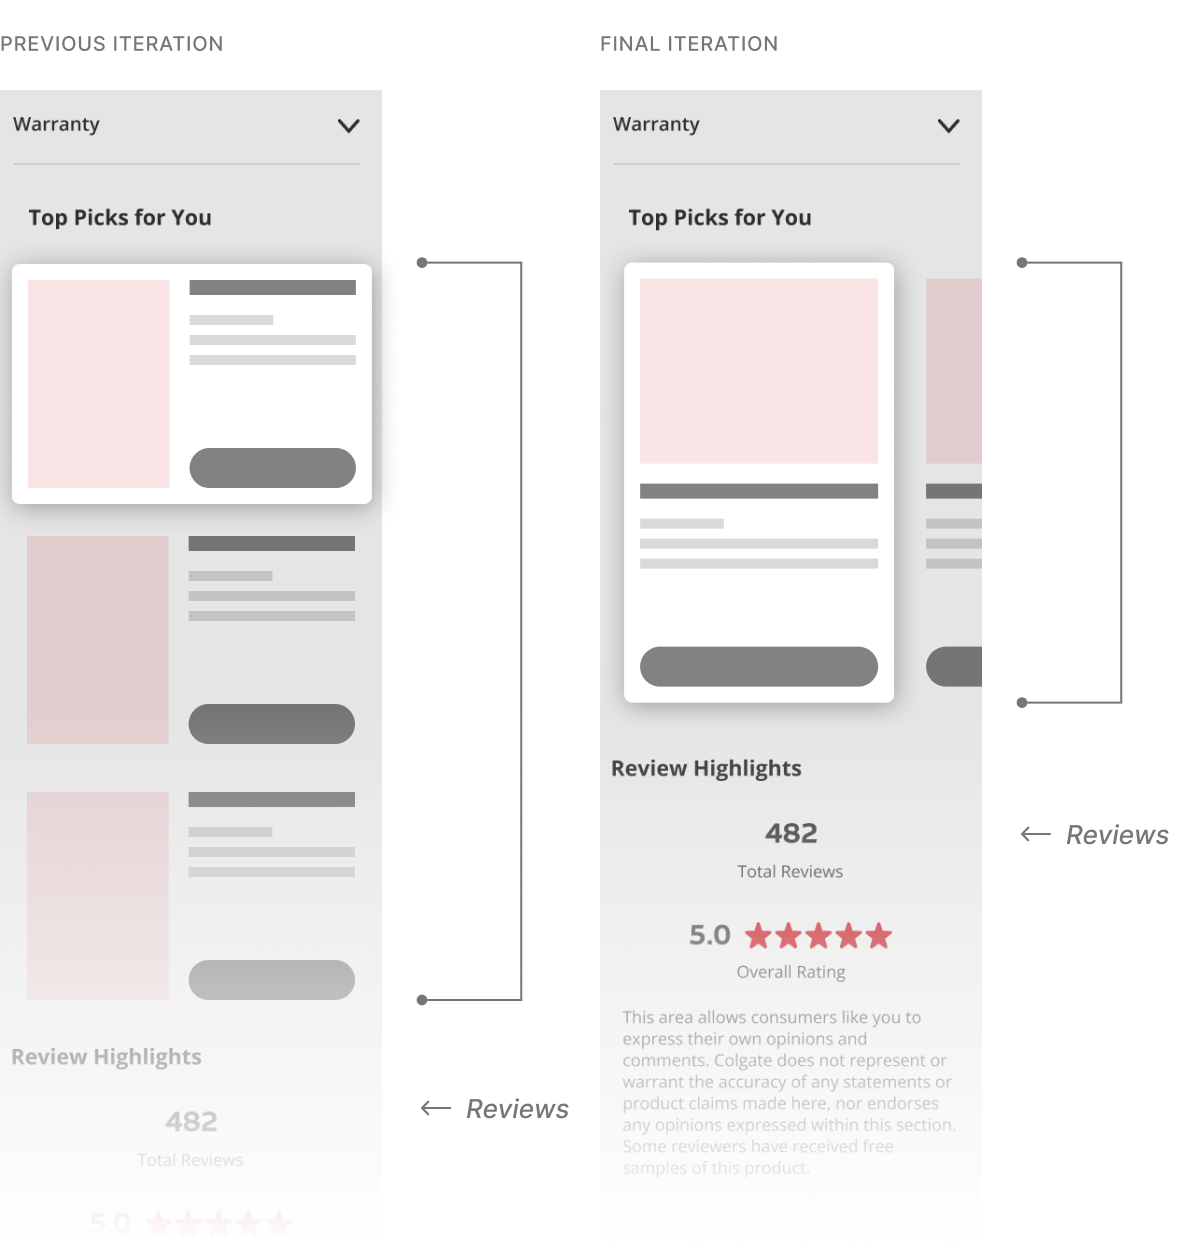 PREVIOUS ITERATION
Warranty
Top Picks for You
Review Highlights
482
Total Reviews
5.0
← Reviews
FINAL ITERATION
Warranty
Top Picks for You
Review Highlights
482
Total Reviews
5.0
Overall Rating
This area allows consumers like you to
express their own opinions and
comments. Colgate does not represent or
warrant the accuracy of any statements or
product claims made here, nor endorses
any opinions expressed within this section.
Some reviewers have received free
samples of this product.
← Reviews